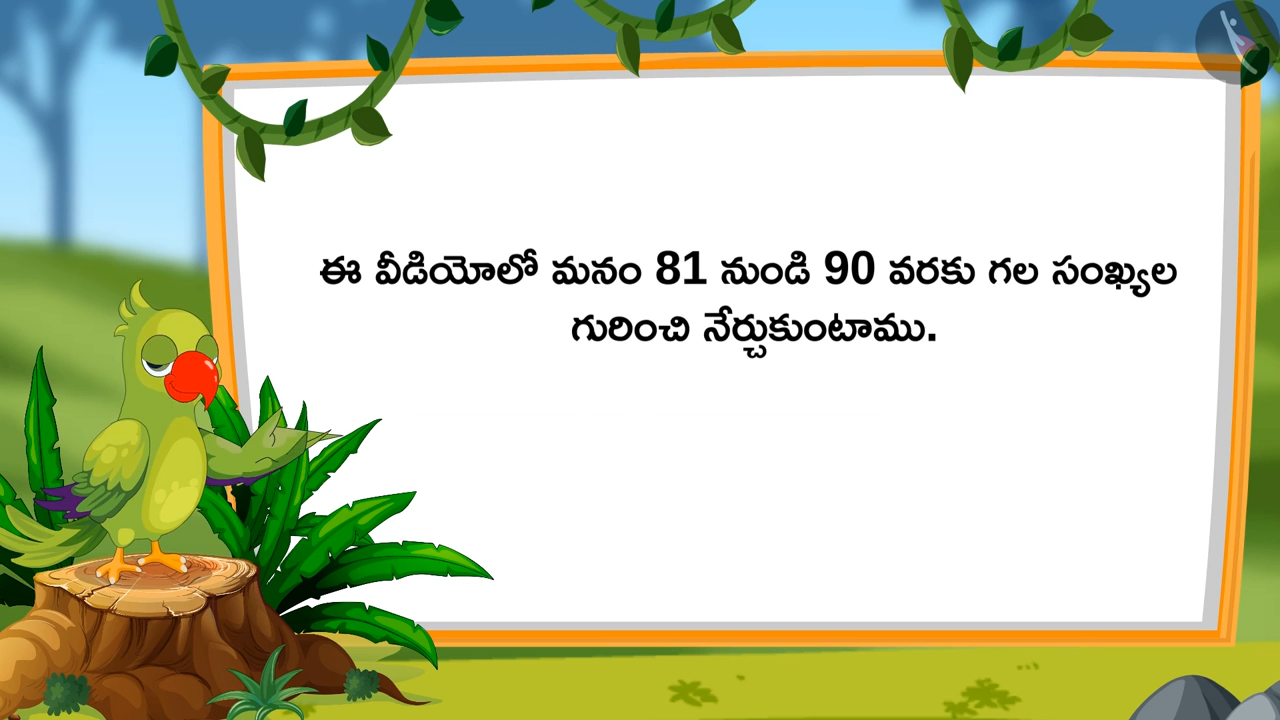 ఈ వీడియోలో మనం 81 నుండి 90 వరకు గల సంఖ్యల
గురించి నేర్చుకుంటాము.